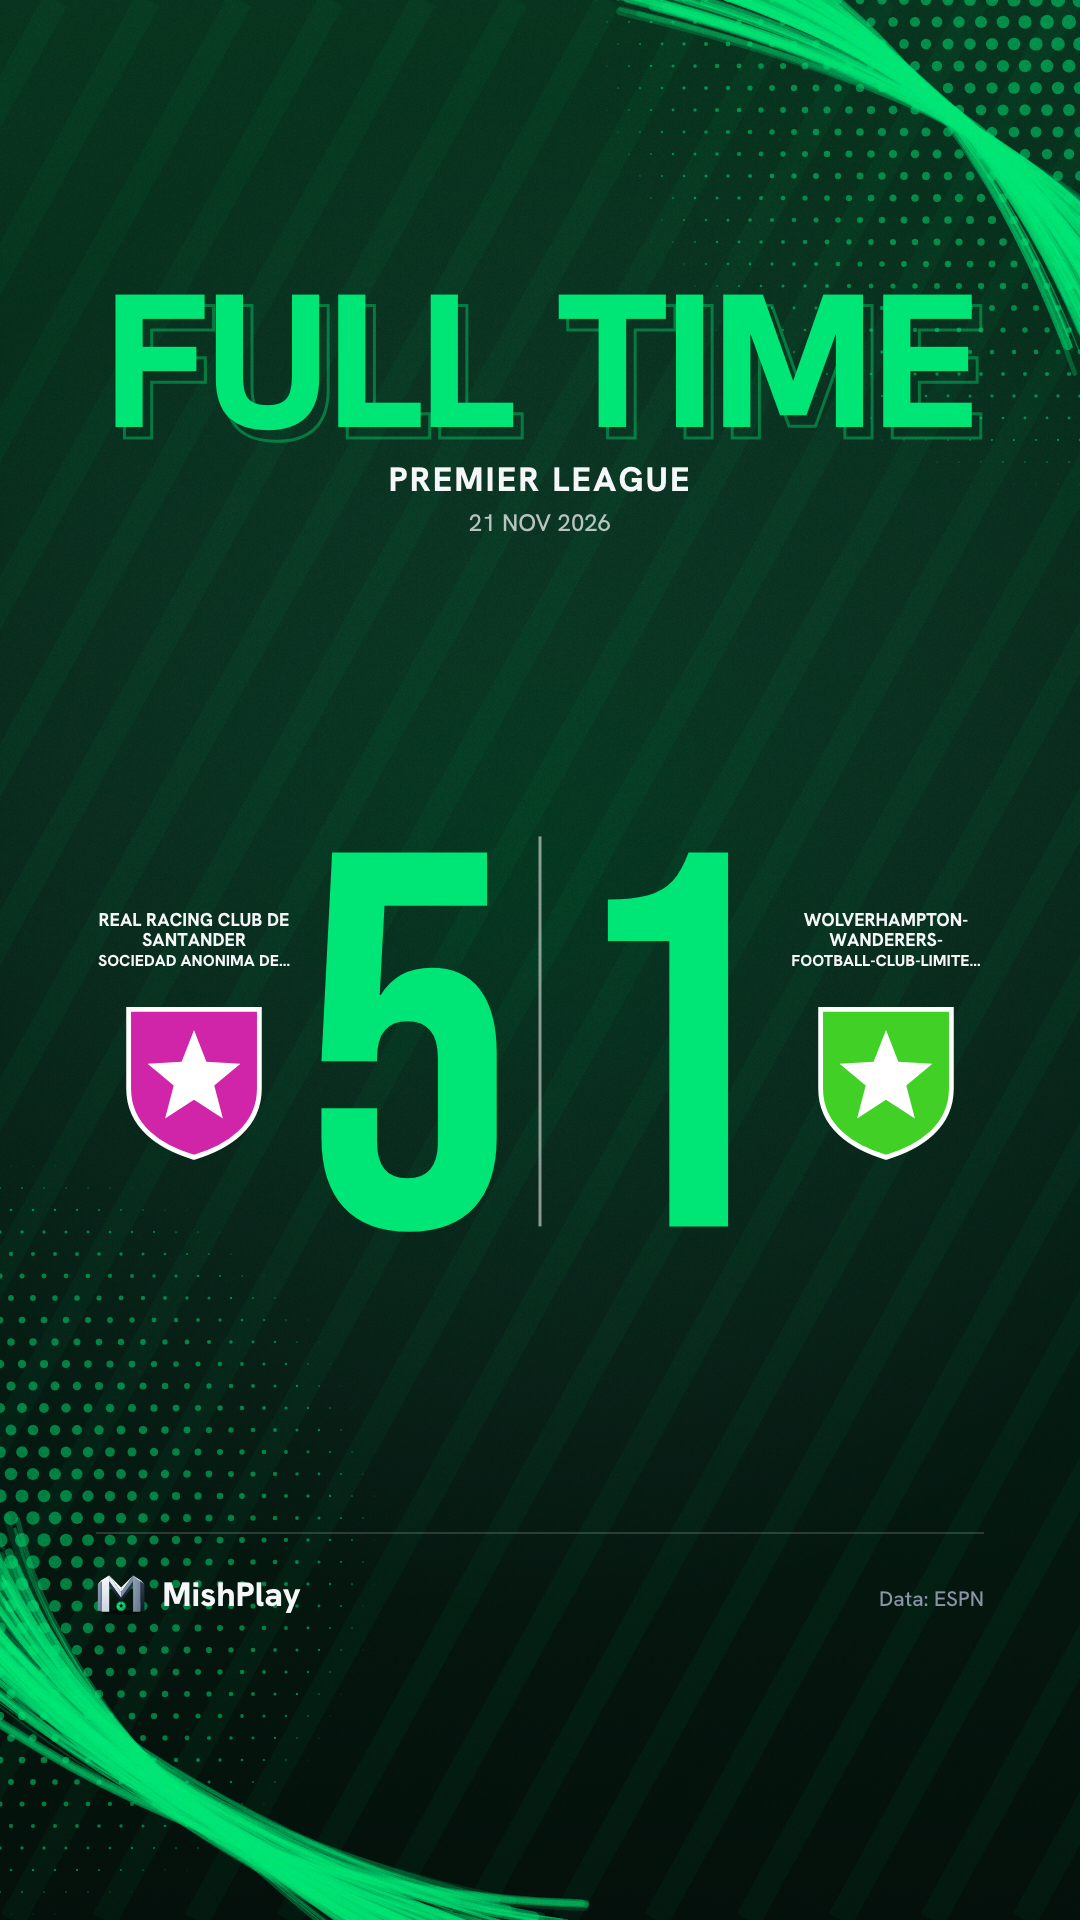 FULL TIME
PREMIER LEAGUE
21 NOV 2026
REAL RACING CLUB DE
SANTANDER
SOCIEDAD ANONIMA DE...
5 1
WOLVERHAMPTON-
WANDERERS-
FOOTBALL-CLUB-LIMITE...
MishPlay
Data: ESPN